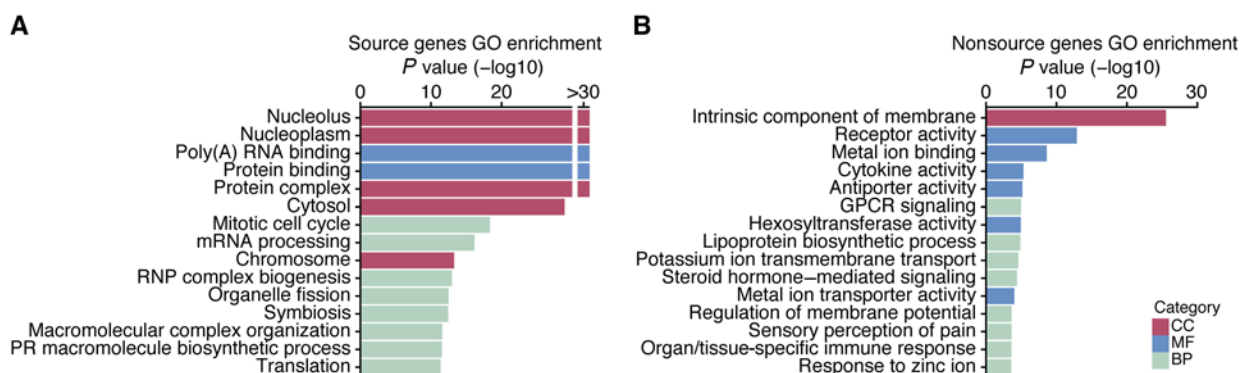 A
Source genes GO enrichment
P value (−log10)
0 10 20 >30
Nucleolus
Nucleoplasm
Poly(A) RNA binding
Protein binding
Protein complex
Cytosol
Mitotic cell cycle
mRNA processing
Chromosome
RNP complex biogenesis
Organelle fission
Symbiosis
Macromolecular complex organization
PR macromolecule biosynthetic process
Translation
B
Nonsource genes GO enrichment
P value (−log10)
0 10 20 30
Intrinsic component of membrane
Receptor activity
Metal ion binding
Cytokine activity
Antiporter activity
GPCR signaling
Hexosyltransferase activity
Lipoprotein biosynthetic process
Potassium ion transmembrane transport
Steroid hormone−mediated signaling
Metal ion transporter activity
Regulation of membrane potential
Sensory perception of pain
Organ/tissue-specific immune response
Response to zinc ion
Category
CC
MF
BP